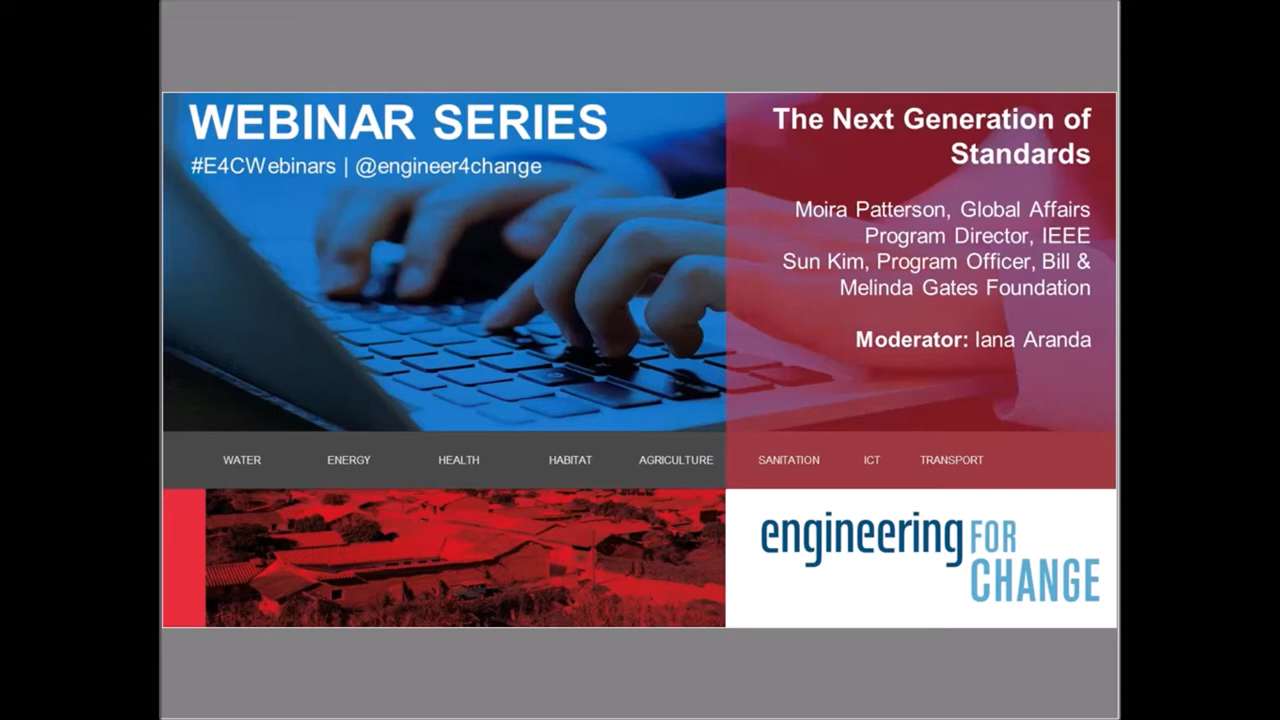 WEBINAR SERIES
#E4CWebinars | @engineer4change
The Next Generation of
Standards
Moira Patterson, Global Affairs
Program Director, IEEE
Sun Kim, Program Officer, Bill &
Melinda Gates Foundation
Moderator: Iana Aranda
WATER ENERGY HEALTH HABITAT AGRICULTURE SANITATION ICT TRANSPORT
engineering FOR
CHANGE